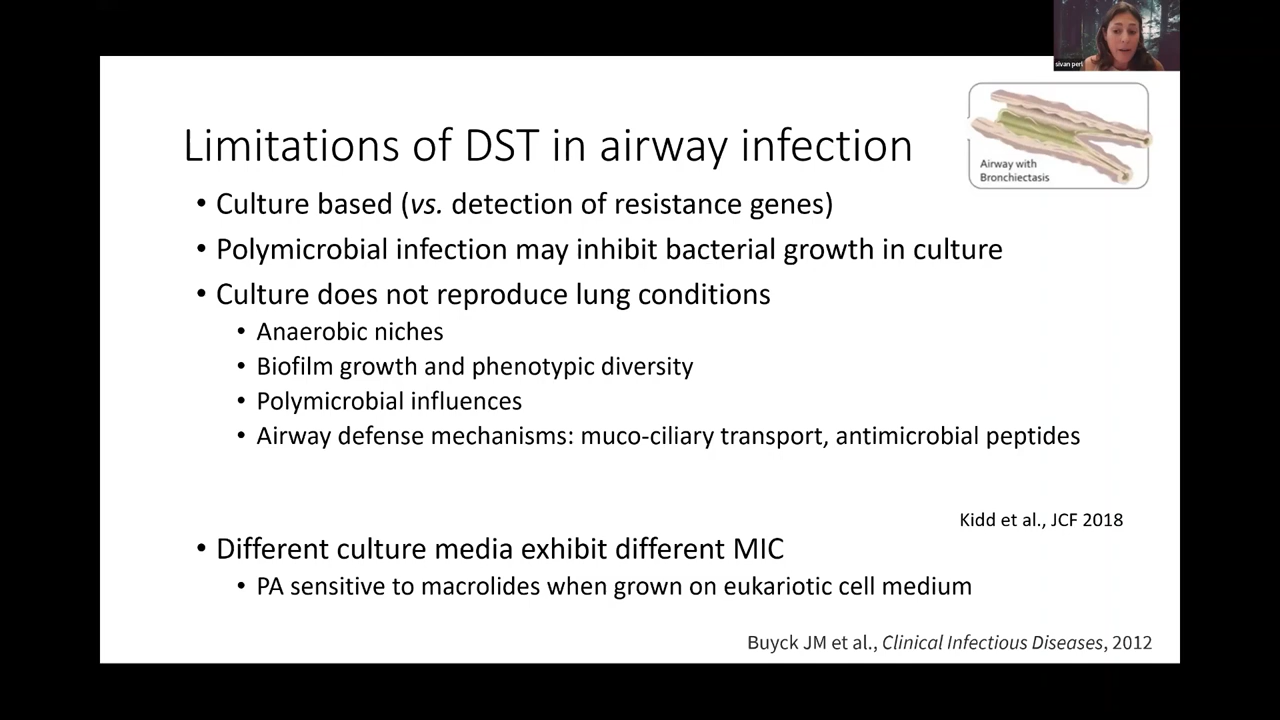 sivan perl
Limitations of DST in airway infection
Airway with
Bronchiectasis
• Culture based (vs. detection of resistance genes)
• Polymicrobial infection may inhibit bacterial growth in culture
• Culture does not reproduce lung conditions
• Anaerobic niches
• Biofilm growth and phenotypic diversity
• Polymicrobial influences
• Airway defense mechanisms: muco-ciliary transport, antimicrobial peptides
Kidd et al., JCF 2018
• Different culture media exhibit different MIC
• PA sensitive to macrolides when grown on eukariotic cell medium
Buyck JM et al., Clinical Infectious Diseases, 2012